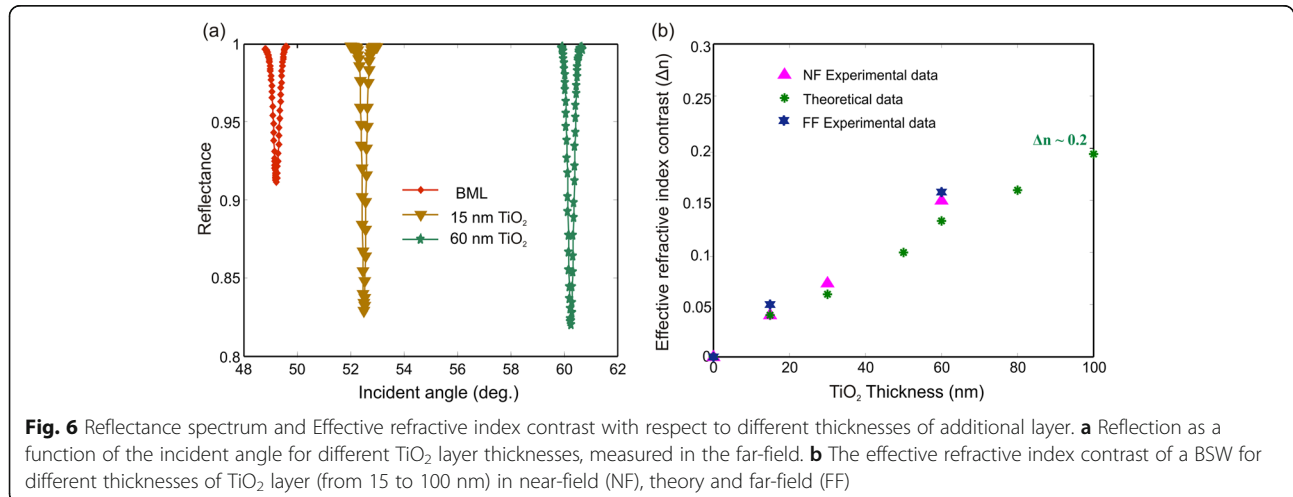 (a)
1
0.95
0.9
0.85
0.8
Reflectance
BML
15 nm TiO₂
60 nm TiO₂
48 50 52 54 56 58 60 62
Incident angle (deg.)
(b)
0.3
0.25
0.20
0.15
0.10
0.05
0
Effective refractive index contrast (Δn)
NF Experimental data
Theoretical data
FF Experimental data
Δn ~ 0.2
0 20 40 60 80 100
TiO₂ Thickness (nm)
Fig. 6 Reflectance spectrum and Effective refractive index contrast with respect to different thicknesses of additional layer. a Reflection as a
function of the incident angle for different TiO₂ layer thicknesses, measured in the far-field. b The effective refractive index contrast of a BSW for
different thicknesses of TiO₂ layer (from 15 to 100 nm) in near-field (NF), theory and far-field (FF)